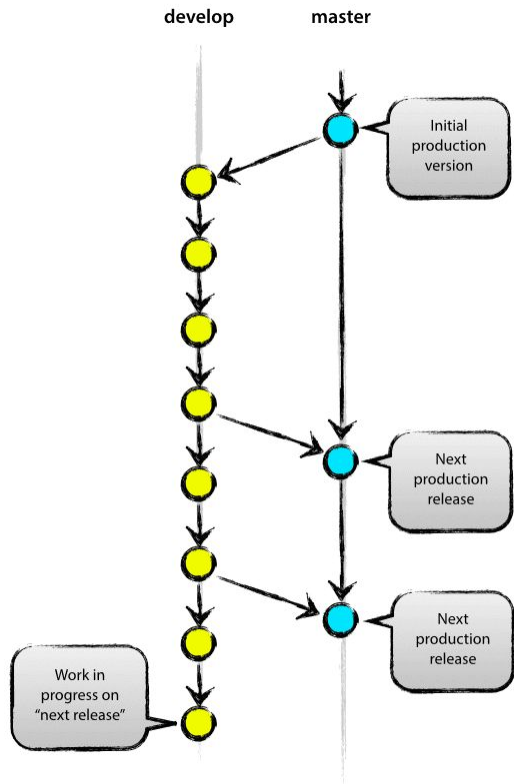 develop
master
Initial
production
version
Next
production
release
Next
production
release
Work in
progress on
“next release”